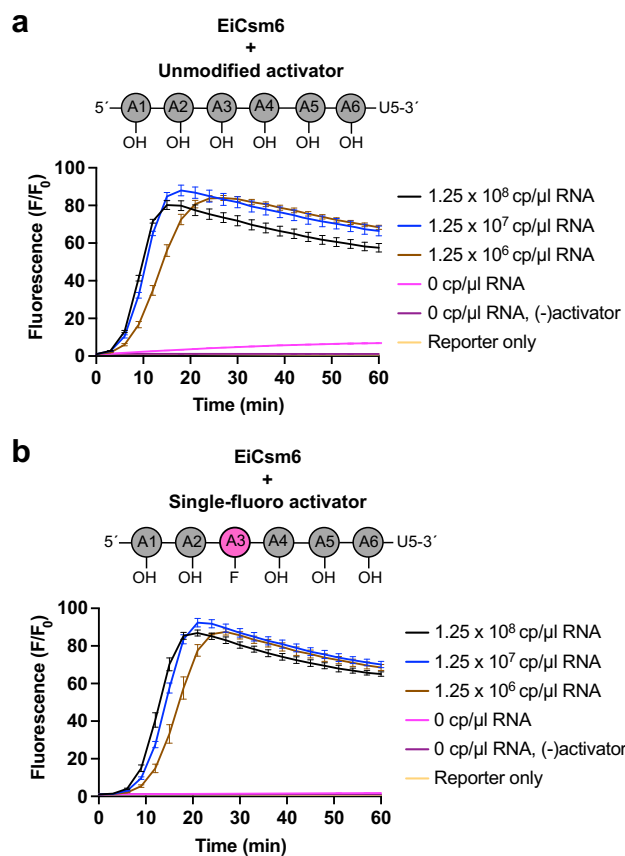 a
EiCsm6
+
Unmodified activator
5´ A1 A2 A3 A4 A5 A6 U5-3´
OH OH OH OH OH OH
Fluorescence (F/F0)
100
80
60
40
20
0
0 10 20 30 40 50 60
Time (min)
1.25 x 10⁸ cp/µl RNA
1.25 x 10⁷ cp/µl RNA
1.25 x 10⁶ cp/µl RNA
0 cp/µl RNA
0 cp/µl RNA, (-)activator
Reporter only
b
EiCsm6
+
Single-fluoro activator
5´ A1 A2 A3 A4 A5 A6 U5-3´
OH OH F OH OH OH
Fluorescence (F/F0)
100
80
60
40
20
0
0 10 20 30 40 50 60
Time (min)
1.25 x 10⁸ cp/µl RNA
1.25 x 10⁷ cp/µl RNA
1.25 x 10⁶ cp/µl RNA
0 cp/µl RNA
0 cp/µl RNA, (-)activator
Reporter only